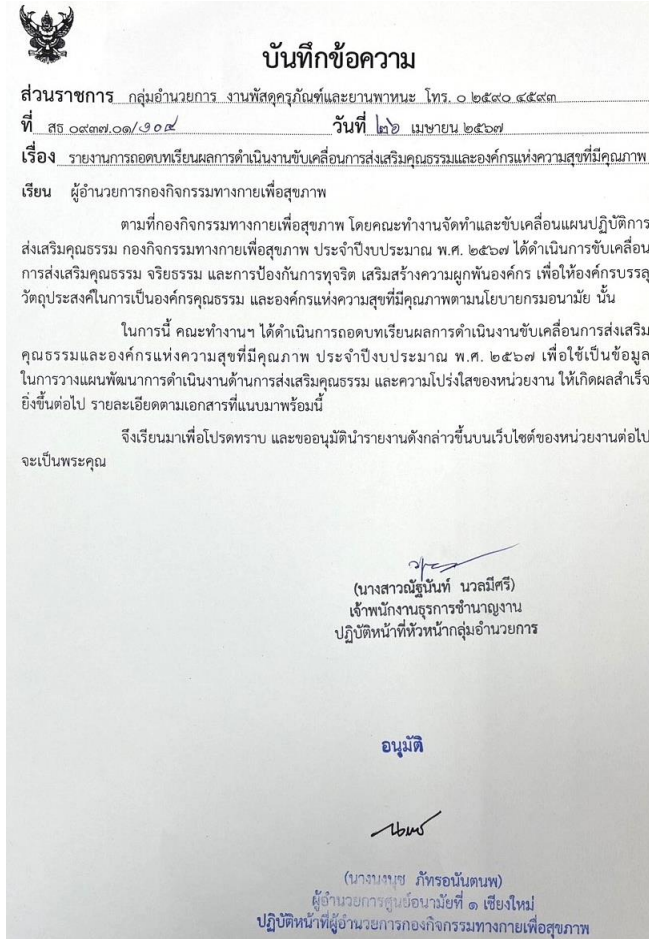 บันทึกข้อความ
ส่วนราชการ กลุ่มอำนวยการ งานพัสดุครุภัณฑ์และยานพาหนะ โทร. ๐ ๒๕๙๐ ๔๕๙๓
ที่ สธ ๐๙๓๗.๐๑/๑๐๔ วันที่ ๒๖ เมษายน ๒๕๖๗
เรื่อง รายงานการถอดบทเรียนผลการดำเนินงานขับเคลื่อนการส่งเสริมคุณธรรมและองค์กรแห่งความสุขที่มีคุณภาพ
เรียน ผู้อำนวยการกองกิจกรรมทางกายเพื่อสุขภาพ
ตามที่กองกิจกรรมทางกายเพื่อสุขภาพ โดยคณะทำงานจัดทำและขับเคลื่อนแผนปฏิบัติการ
ส่งเสริมคุณธรรม กองกิจกรรมทางกายเพื่อสุขภาพ ประจำปีงบประมาณ พ.ศ. ๒๕๖๗ ได้ดำเนินการขับเคลื่อน
การส่งเสริมคุณธรรม จริยธรรม และการป้องกันการทุจริต เสริมสร้างความผูกพันองค์กร เพื่อให้องค์กรบรรลุ
วัตถุประสงค์ในการเป็นองค์กรคุณธรรม และองค์กรแห่งความสุขที่มีคุณภาพตามนโยบายกรมอนามัย นั้น
ในการนี้ คณะทำงานฯ ได้ดำเนินการถอดบทเรียนผลการดำเนินงานขับเคลื่อนการส่งเสริม
คุณธรรมและองค์กรแห่งความสุขที่มีคุณภาพ ประจำปีงบประมาณ พ.ศ. ๒๕๖๗ เพื่อใช้เป็นข้อมูล
ในการวางแผนพัฒนาการดำเนินงานด้านการส่งเสริมคุณธรรม และความโปร่งใสของหน่วยงาน ให้เกิดผลสำเร็จ
ยิ่งขึ้นต่อไป รายละเอียดตามเอกสารที่แนบมาพร้อมนี้
จึงเรียนมาเพื่อโปรดทราบ และขออนุมัตินำรายงานดังกล่าวขึ้นบนเว็บไซต์ของหน่วยงานต่อไป
จะเป็นพระคุณ
(นางสาวณัฐนันท์ นวลมีศรี)
เจ้าพนักงานธุรการชำนาญงาน
ปฏิบัติหน้าที่หัวหน้ากลุ่มอำนวยการ
อนุมัติ
(นางนงนุช ภัทรอนันตนพ)
ผู้อำนวยการศูนย์อนามัยที่ ๑ เชียงใหม่
ปฏิบัติหน้าที่ผู้อำนวยการกองกิจกรรมทางกายเพื่อสุขภาพ